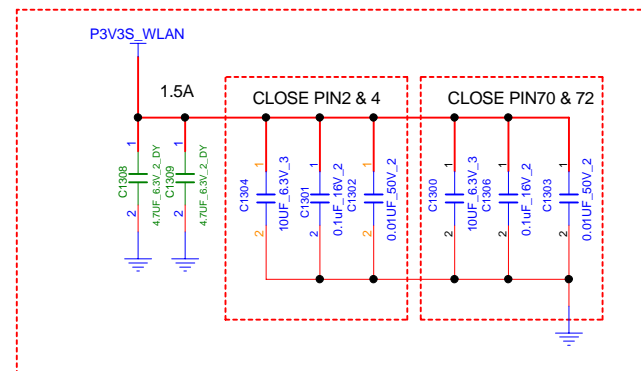 P3V3S_WLAN
1.5A
CLOSE PIN2 & 4
CLOSE PIN70 & 72
1
2
C1308
4.7UF_6.3V_2_DY
1
2
C1309
4.7UF_6.3V_2_DY
1
2
C1304
10UF_6.3V_3
1
2
C1301
0.1uF_16V_2
1
2
C1302
0.01UF_50V_2
1
2
C1300
10UF_6.3V_3
1
2
C1306
0.1uF_16V_2
1
2
C1303
0.01UF_50V_2